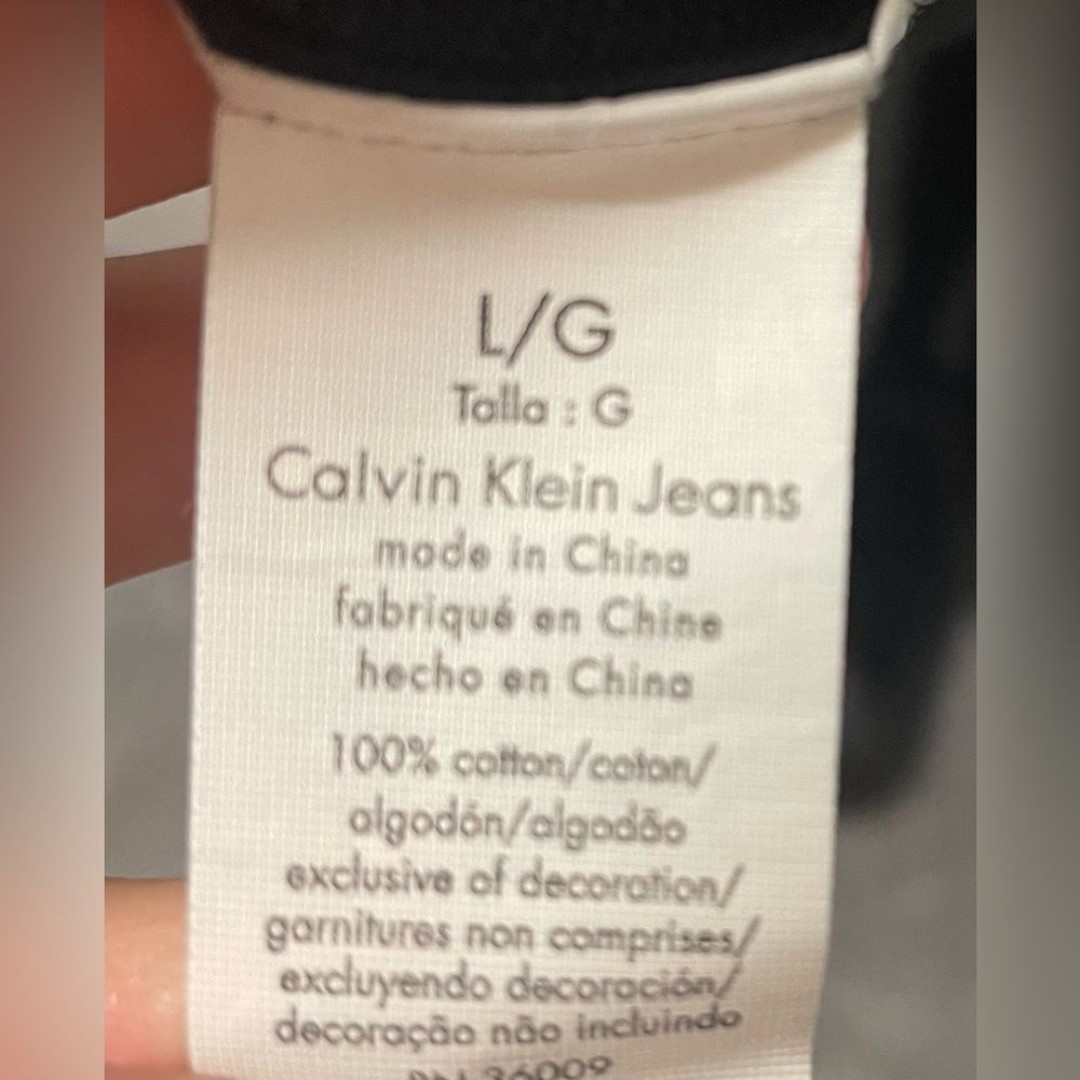 L/G
Talla : G
Calvin Klein Jeans
made in China
fabriqué en Chine
hecho en China
100% cotton/coton/
algodón/algodão
exclusive of decoration/
garnitures non comprises/
excluyendo decoración/
decoração não incluindo
36009